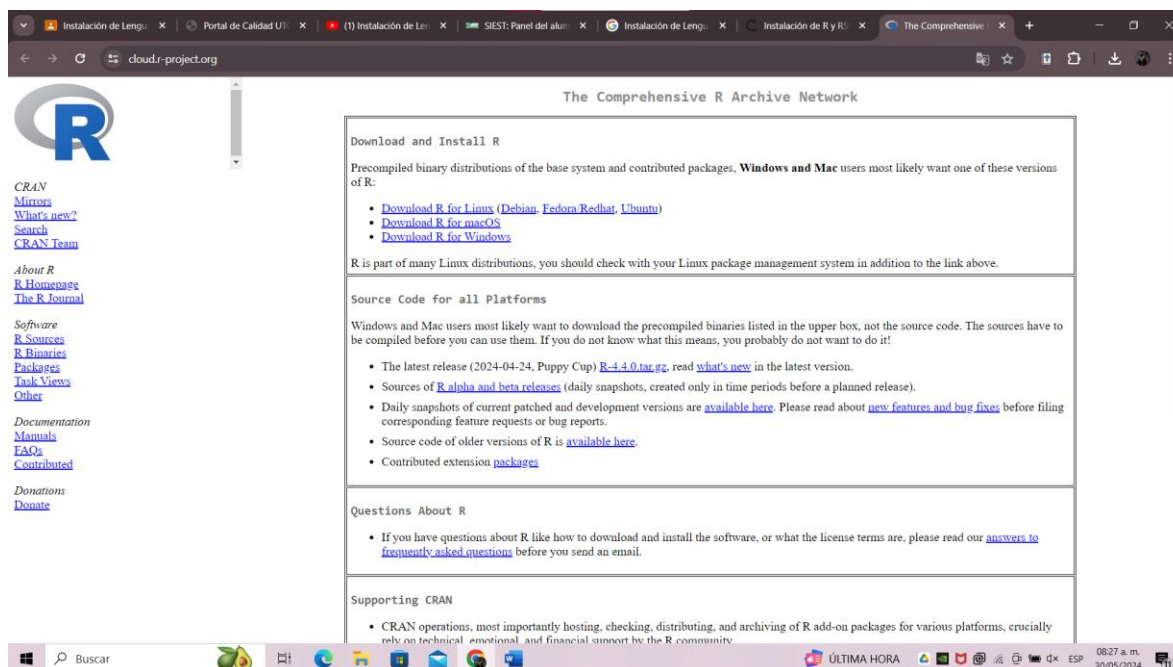 Instalación de Lengu
Portal de Calidad UT
(1) Instalación de Len
SIEST: Panel del alum
Instalación de Lengu
Instalación de R y RS
The Comprehensive
cloud.r-project.org
R
CRAN
Mirrors
What's new?
Search
CRAN Team
About R
R Homepage
The R Journal
Software
R Sources
R Binaries
Packages
Task Views
Other
Documentation
Manuals
FAQs
Contributed
Donations
Donate
The Comprehensive R Archive Network
Download and Install R
Precompiled binary distributions of the base system and contributed packages, Windows and Mac users most likely want one of these versions
of R:
• Download R for Linux (Debian, Fedora/Redhat, Ubuntu)
• Download R for macOS
• Download R for Windows
R is part of many Linux distributions, you should check with your Linux package management system in addition to the link above.
Source Code for all Platforms
Windows and Mac users most likely want to download the precompiled binaries listed in the upper box, not the source code. The sources have to
be compiled before you can use them. If you do not know what this means, you probably do not want to do it!
• The latest release (2024-04-24, Puppy Cup) R-4.4.0.tar.gz, read what's new in the latest version.
• Sources of R alpha and beta releases (daily snapshots, created only in time periods before a planned release).
• Daily snapshots of current patched and development versions are available here. Please read about new features and bug fixes before filing
corresponding feature requests or bug reports.
• Source code of older versions of R is available here.
• Contributed extension packages
Questions About R
• If you have questions about R like how to download and install the software, or what the license terms are, please read our answers to
frequently asked questions before you send an email.
Supporting CRAN
• CRAN operations, most importantly hosting, checking, distributing, and archiving of R add-on packages for various platforms, crucially
rely on technical, emotional, and financial support by the R community.
Buscar
ÚLTIMA HORA
ESP
08:27 a. m.
30/05/2024